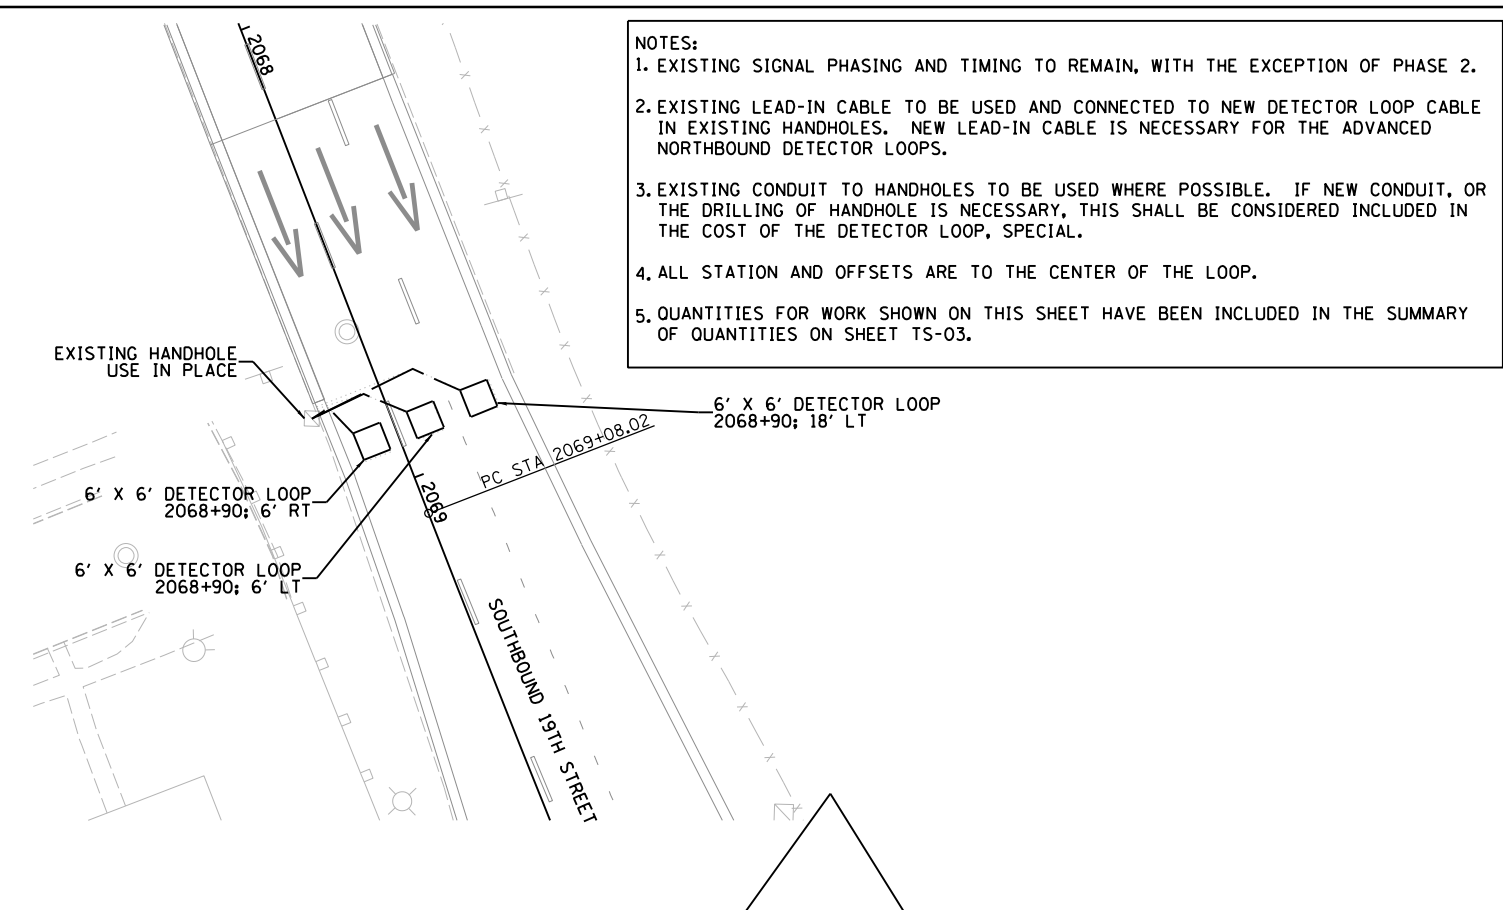 2068
NOTES:
1. EXISTING SIGNAL PHASING AND TIMING TO REMAIN, WITH THE EXCEPTION OF PHASE 2.
2. EXISTING LEAD-IN CABLE TO BE USED AND CONNECTED TO NEW DETECTOR LOOP CABLE
IN EXISTING HANDHOLES. NEW LEAD-IN CABLE IS NECESSARY FOR THE ADVANCED
NORTHBOUND DETECTOR LOOPS.
3. EXISTING CONDUIT TO HANDHOLES TO BE USED WHERE POSSIBLE. IF NEW CONDUIT, OR
THE DRILLING OF HANDHOLE IS NECESSARY, THIS SHALL BE CONSIDERED INCLUDED IN
THE COST OF THE DETECTOR LOOP, SPECIAL.
4. ALL STATION AND OFFSETS ARE TO THE CENTER OF THE LOOP.
5. QUANTITIES FOR WORK SHOWN ON THIS SHEET HAVE BEEN INCLUDED IN THE SUMMARY
OF QUANTITIES ON SHEET TS-03.
EXISTING HANDHOLE
USE IN PLACE
6' X 6' DETECTOR LOOP
2068+90; 18' LT
PC STA 2069+08.02
2069
6' X 6' DETECTOR LOOP
2068+90; 6' RT
6' X 6' DETECTOR LOOP
2068+90; 6' LT
SOUTHBOUND 19TH STREET